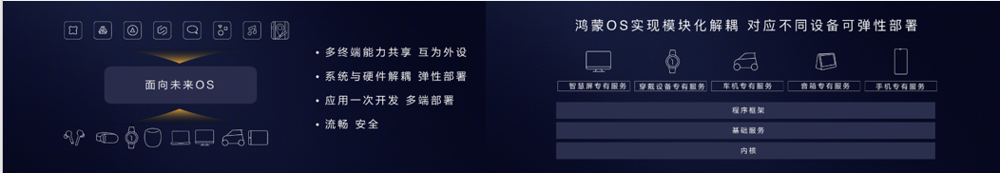 面向未来OS
• 多终端能力共享 互为外设
• 系统与硬件解耦 弹性部署
• 应用一次开发 多端部署
• 流畅 安全
鸿蒙OS实现模块化解耦 对应不同设备可弹性部署
智慧屏专有服务 穿戴设备专有服务 车机专有服务 音箱专有服务 手机专有服务
程序框架
基础服务
内核